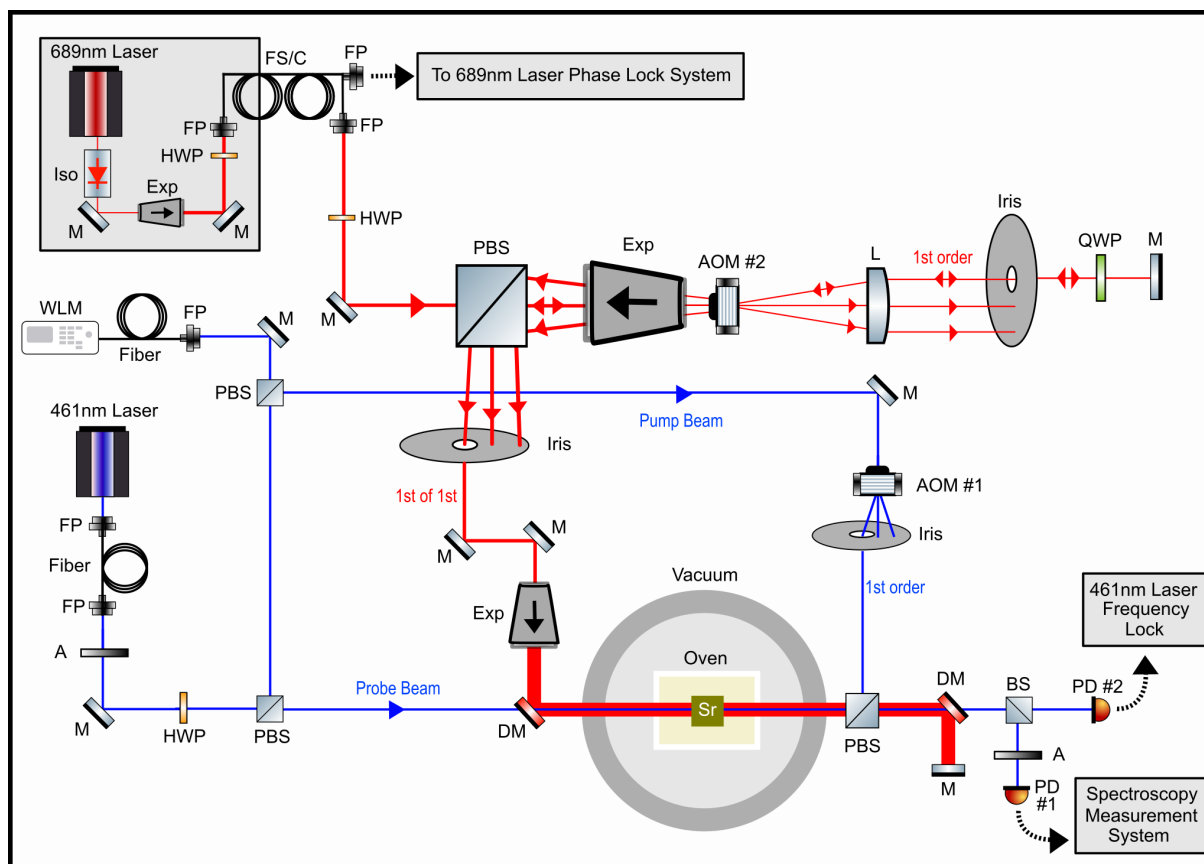 689nm Laser
FS/C
FP
To 689nm Laser Phase Lock System
FP
FP
HWP
Iso
Exp
M
M
HWP
PBS
Exp
AOM #2
L
1st order
Iris
QWP
M
M
WLM
Fiber
FP
M
PBS
461nm Laser
Pump Beam
M
Iris
AOM #1
1st of 1st
Iris
FP
Fiber
FP
M
M
Vacuum
1st order
461nm Laser
Frequency
Lock
Exp
A
Oven
Sr
Probe Beam
DM
BS
PD #2
M
HWP
PBS
DM
PBS
M
A
PD
#1
Spectroscopy
Measurement
System